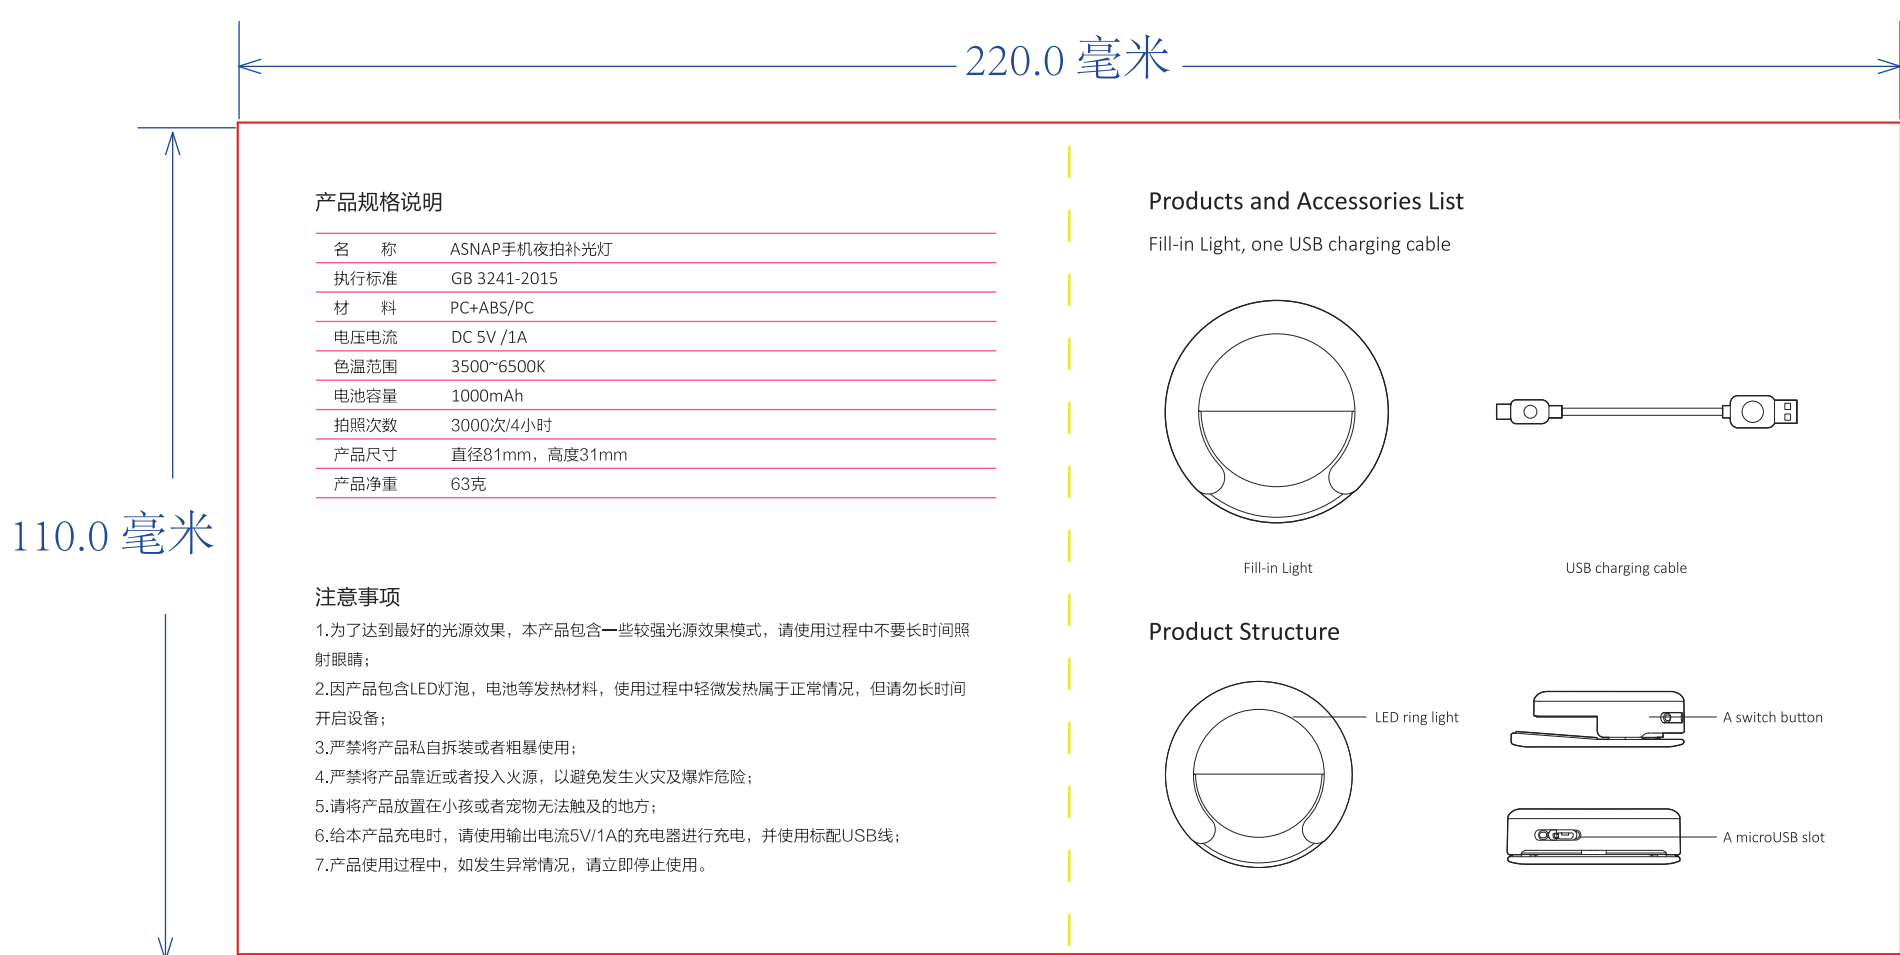 220.0 毫米
110.0 毫米
产品规格说明
名 称 ASNAP手机夜拍补光灯
执行标准 GB 3241-2015
材 料 PC+ABS/PC
电压电流 DC 5V /1A
色温范围 3500~6500K
电池容量 1000mAh
拍照次数 3000次/4小时
产品尺寸 直径81mm，高度31mm
产品净重 63克
注意事项
1.为了达到最好的光源效果，本产品包含一些较强光源效果模式，请使用过程中不要长时间照
射眼睛；
2.因产品包含LED灯泡，电池等发热材料，使用过程中轻微发热属于正常情况，但请勿长时间
开启设备；
3.严禁将产品私自拆装或者粗暴使用；
4.严禁将产品靠近或者投入火源，以避免发生火灾及爆炸危险；
5.请将产品放置在小孩或者宠物无法触及的地方；
6.给本产品充电时，请使用输出电流5V/1A的充电器进行充电，并使用标配USB线；
7.产品使用过程中，如发生异常情况，请立即停止使用。
Products and Accessories List
Fill-in Light, one USB charging cable
Fill-in Light
USB charging cable
Product Structure
LED ring light
A switch button
A microUSB slot